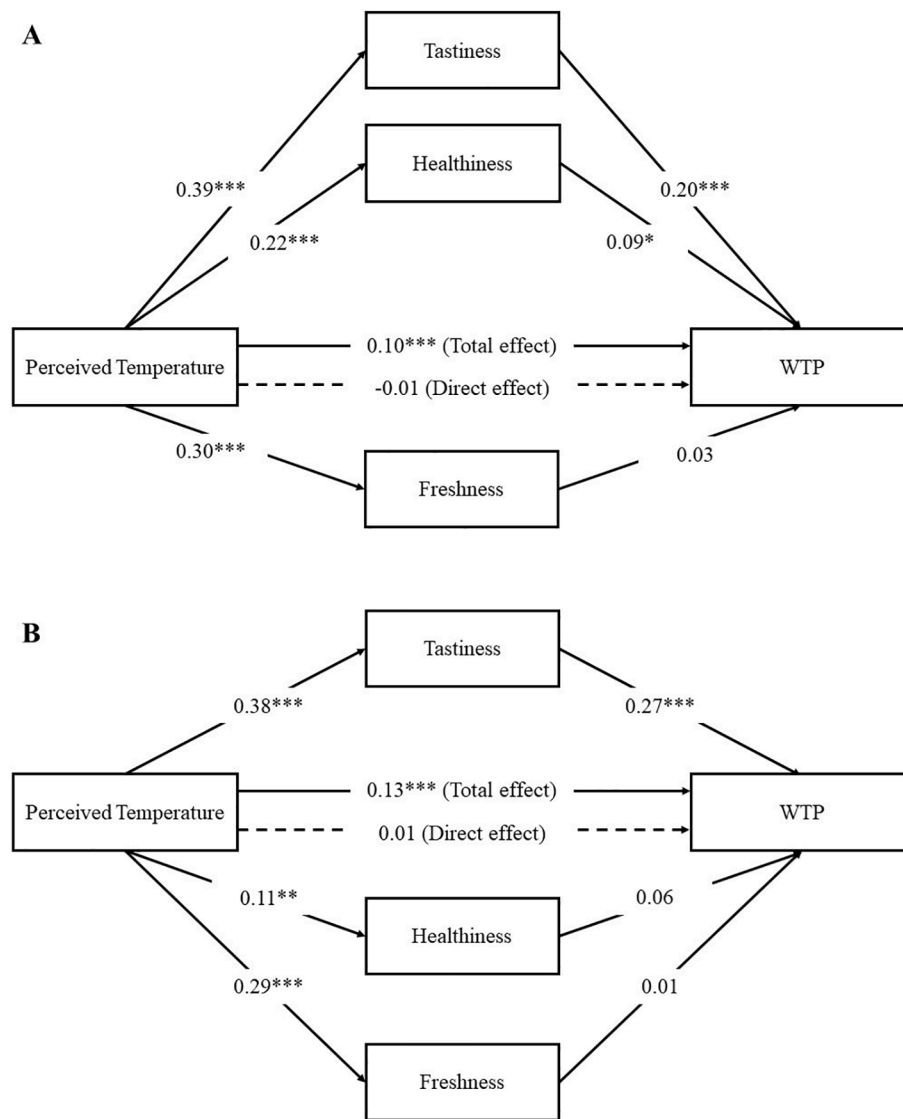 A
Tastiness
Healthiness
0.39***
0.20***
0.22***
0.09*
Perceived Temperature
0.10*** (Total effect)
-0.01 (Direct effect)
WTP
0.30***
0.03
Freshness
B
Tastiness
0.38***
0.27***
Perceived Temperature
0.13*** (Total effect)
0.01 (Direct effect)
WTP
0.11**
0.06
Healthiness
0.29***
0.01
Freshness